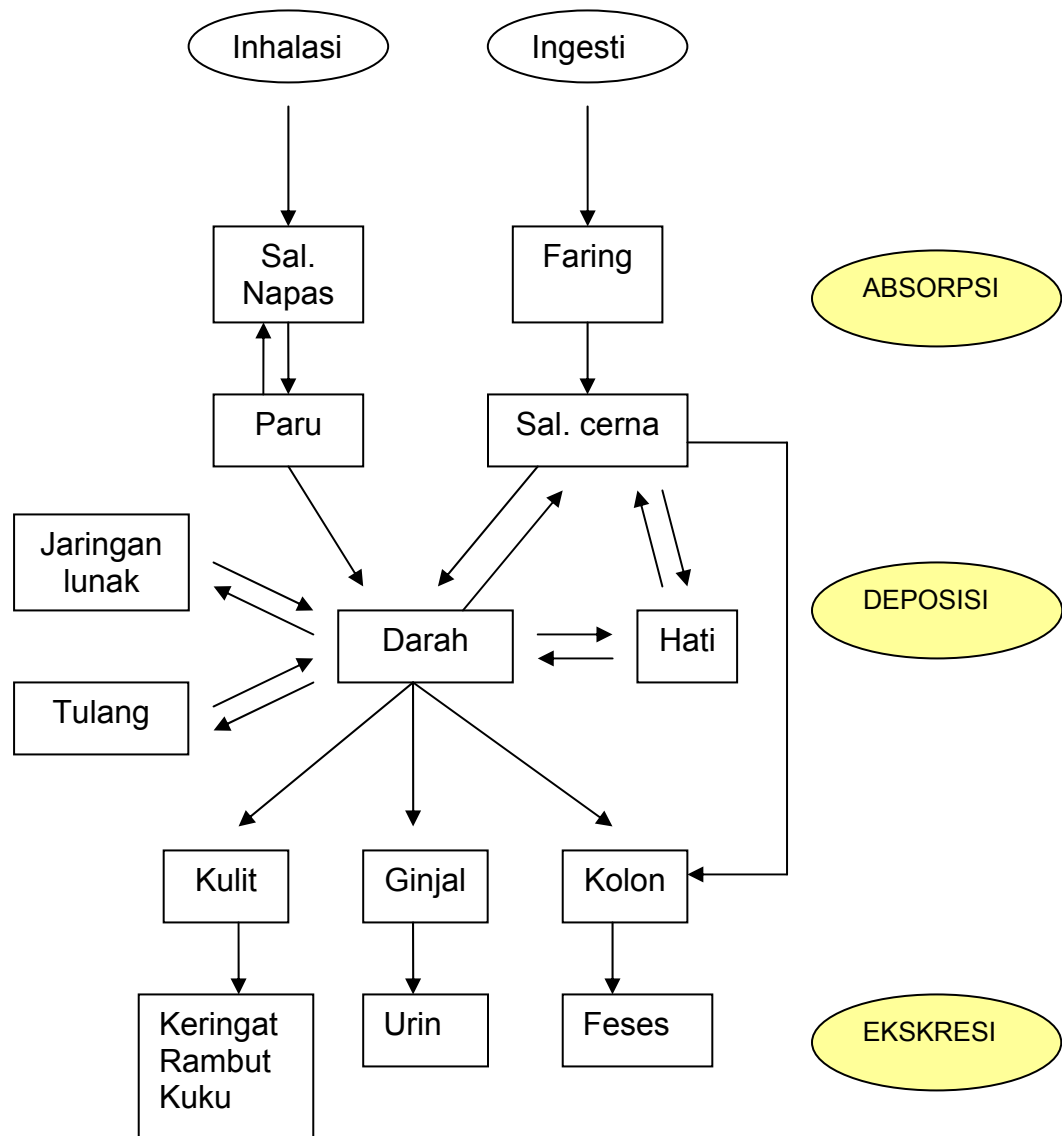 Inhalasi
Ingesti
Sal.
Napas
Faring
ABSORPSI
Paru
Sal. cerna
Jaringan
lunak
DEPOSISI
Darah
Hati
Tulang
Kulit
Ginjal
Kolon
Keringat
Rambut
Kuku
Urin
Feses
EKSKRESI